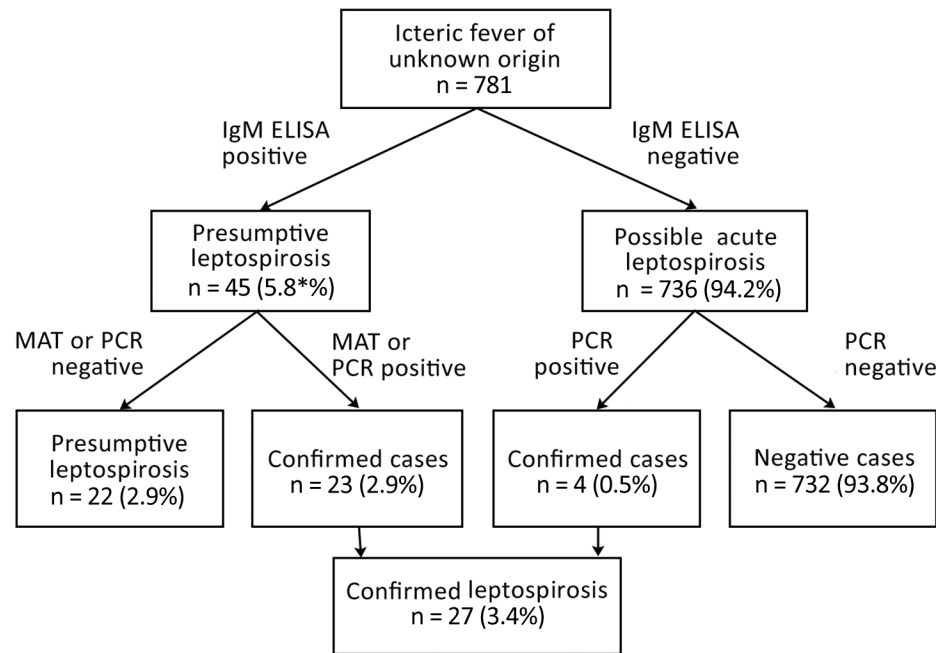 Icteric fever of
unknown origin
n = 781
IgM ELISA
positive
IgM ELISA
negative
Presumptive
leptospirosis
n = 45 (5.8*%)
Possible acute
leptospirosis
n = 736 (94.2%)
MAT or PCR
negative
MAT or
PCR positive
PCR
positive
PCR
negative
Presumptive
leptospirosis
n = 22 (2.9%)
Confirmed cases
n = 23 (2.9%)
Confirmed cases
n = 4 (0.5%)
Negative cases
n = 732 (93.8%)
Confirmed leptospirosis
n = 27 (3.4%)